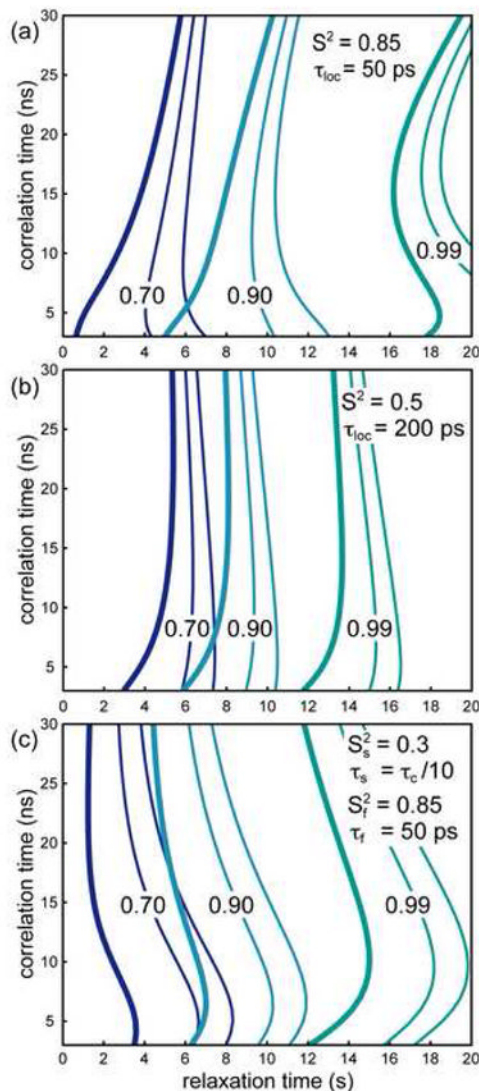 (a)
S² = 0.85
τloc = 50 ps
correlation time (ns)
30
25
20
15
10
5
0.70
0.90
0.99
0 2 4 6 8 10 12 14 16 18 20
(b)
S² = 0.5
τloc = 200 ps
correlation time (ns)
30
25
20
15
10
5
0.70
0.90
0.99
0 2 4 6 8 10 12 14 16 18 20
(c)
Ss² = 0.3
τs = τc/10
Sf² = 0.85
τf = 50 ps
correlation time (ns)
30
25
20
15
10
5
0.70
0.90
0.99
0 2 4 6 8 10 12 14 16 18 20
relaxation time (s)